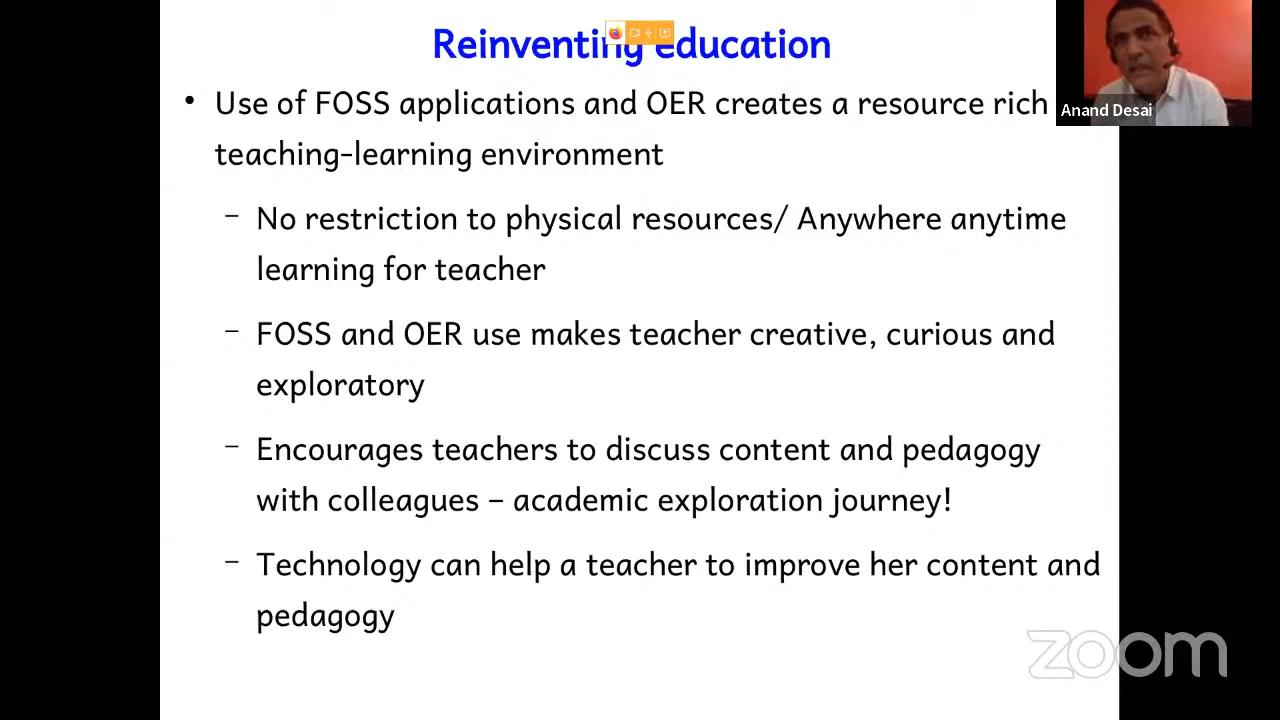 Reinventing education
• Use of FOSS applications and OER creates a resource rich
teaching-learning environment
– No restriction to physical resources/ Anywhere anytime
learning for teacher
– FOSS and OER use makes teacher creative, curious and
exploratory
– Encourages teachers to discuss content and pedagogy
with colleagues – academic exploration journey!
– Technology can help a teacher to improve her content and
pedagogy
Anand Desai
zoom